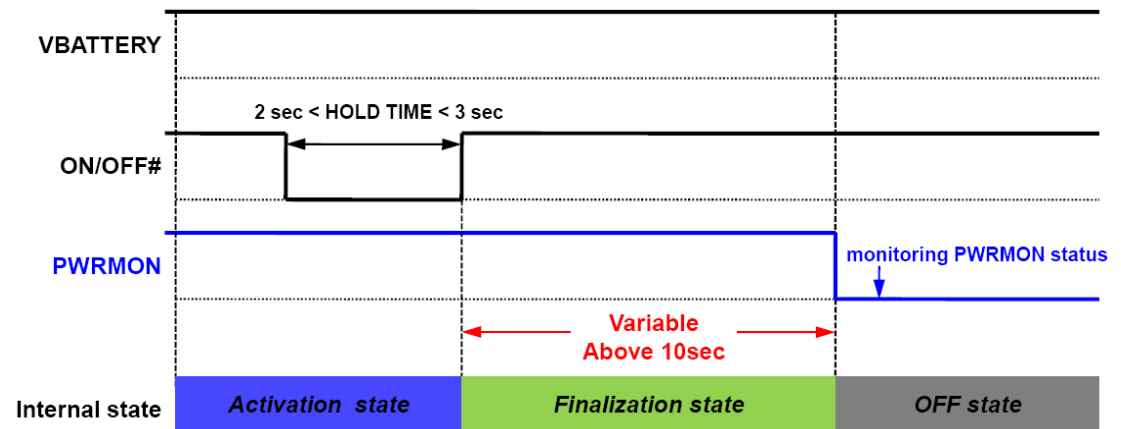 VBATTERY
2 sec < HOLD TIME < 3 sec
ON/OFF#
PWRMON
monitoring PWRMON status
Variable
Above 10sec
Internal state
Activation state
Finalization state
OFF state